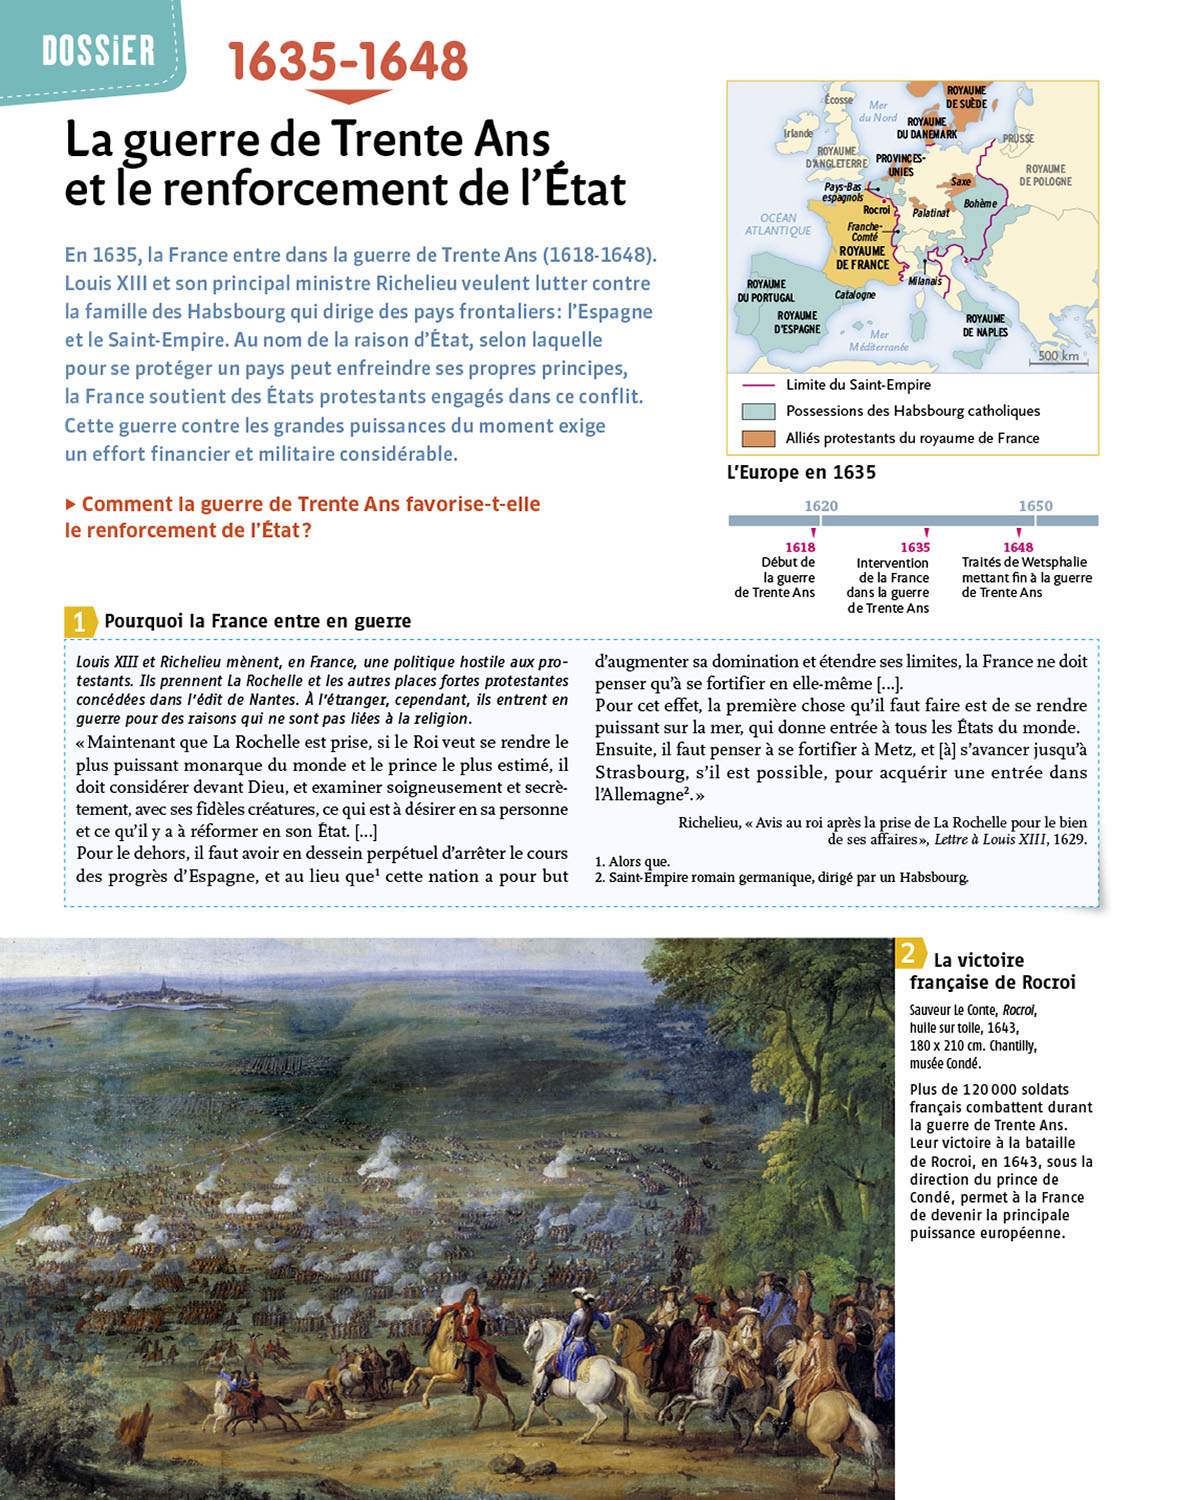 DOSSiER
1635-1648
La guerre de Trente Ans
et le renforcement de l'État
En 1635, la France entre dans la guerre de Trente Ans (1618-1648).
Louis XIII et son principal ministre Richelieu veulent lutter contre
la famille des Habsbourg qui dirige des pays frontaliers : l'Espagne
et le Saint-Empire. Au nom de la raison d'État, selon laquelle
pour se protéger un pays peut enfreindre ses propres principes,
la France soutient des États protestants engagés dans ce conflit.
Cette guerre contre les grandes puissances du moment exige
un effort financier et militaire considérable.
▶ Comment la guerre de Trente Ans favorise-t-elle
le renforcement de l'État ?
ROYAUME
DE SUÈDE
Écosse
Mer
du Nord
ROYAUME
DU DANEMARK
Irlande
PRUSSE
ROYAUME
D'ANGLETERRE
PROVINCES-
UNIES
ROYAUME
DE POLOGNE
Pays-Bas
espagnols
Saxe
Rocroi
Palatinat
Bohême
OCÉAN
ATLANTIQUE
Franche-
Comté
ROYAUME
DE FRANCE
Milanais
ROYAUME
DU PORTUGAL
Catalogne
ROYAUME
D'ESPAGNE
ROYAUME
DE NAPLES
Mer
Méditerranée
500 km
Limite du Saint-Empire
Possessions des Habsbourg catholiques
Alliés protestants du royaume de France
L'Europe en 1635
1620
1650
1618
Début de
la guerre
de Trente Ans
1635
Intervention
de la France
dans la guerre
de Trente Ans
1648
Traités de Wetsphalie
mettant fin à la guerre
de Trente Ans
1 Pourquoi la France entre en guerre
Louis XIII et Richelieu mènent, en France, une politique hostile aux pro-
testants. Ils prennent La Rochelle et les autres places fortes protestantes
concédées dans l'édit de Nantes. À l'étranger, cependant, ils entrent en
guerre pour des raisons qui ne sont pas liées à la religion.
« Maintenant que La Rochelle est prise, si le Roi veut se rendre le
plus puissant monarque du monde et le prince le plus estimé, il
doit considérer devant Dieu, et examiner soigneusement et secrè-
tement, avec ses fidèles créatures, ce qui est à désirer en sa personne
et ce qu'il y a à réformer en son État. [...]
Pour le dehors, il faut avoir en dessein perpétuel d'arrêter le cours
des progrès d'Espagne, et au lieu que¹ cette nation a pour but
d'augmenter sa domination et étendre ses limites, la France ne doit
penser qu'à se fortifier en elle-même [...].
Pour cet effet, la première chose qu'il faut faire est de se rendre
puissant sur la mer, qui donne entrée à tous les États du monde.
Ensuite, il faut penser à se fortifier à Metz, et [à] s'avancer jusqu'à
Strasbourg, s'il est possible, pour acquérir une entrée dans
l'Allemagne². »
Richelieu, « Avis au roi après la prise de La Rochelle pour le bien
de ses affaires », Lettre à Louis XIII, 1629.
1. Alors que.
2. Saint-Empire romain germanique, dirigé par un Habsbourg.
2 La victoire
française de Rocroi
Sauveur Le Conte, Rocroi,
huile sur toile, 1643,
180 x 210 cm. Chantilly,
musée Condé.
Plus de 120 000 soldats
français combattent durant
la guerre de Trente Ans.
Leur victoire à la bataille
de Rocroi, en 1643, sous la
direction du prince de
Condé, permet à la France
de devenir la principale
puissance européenne.